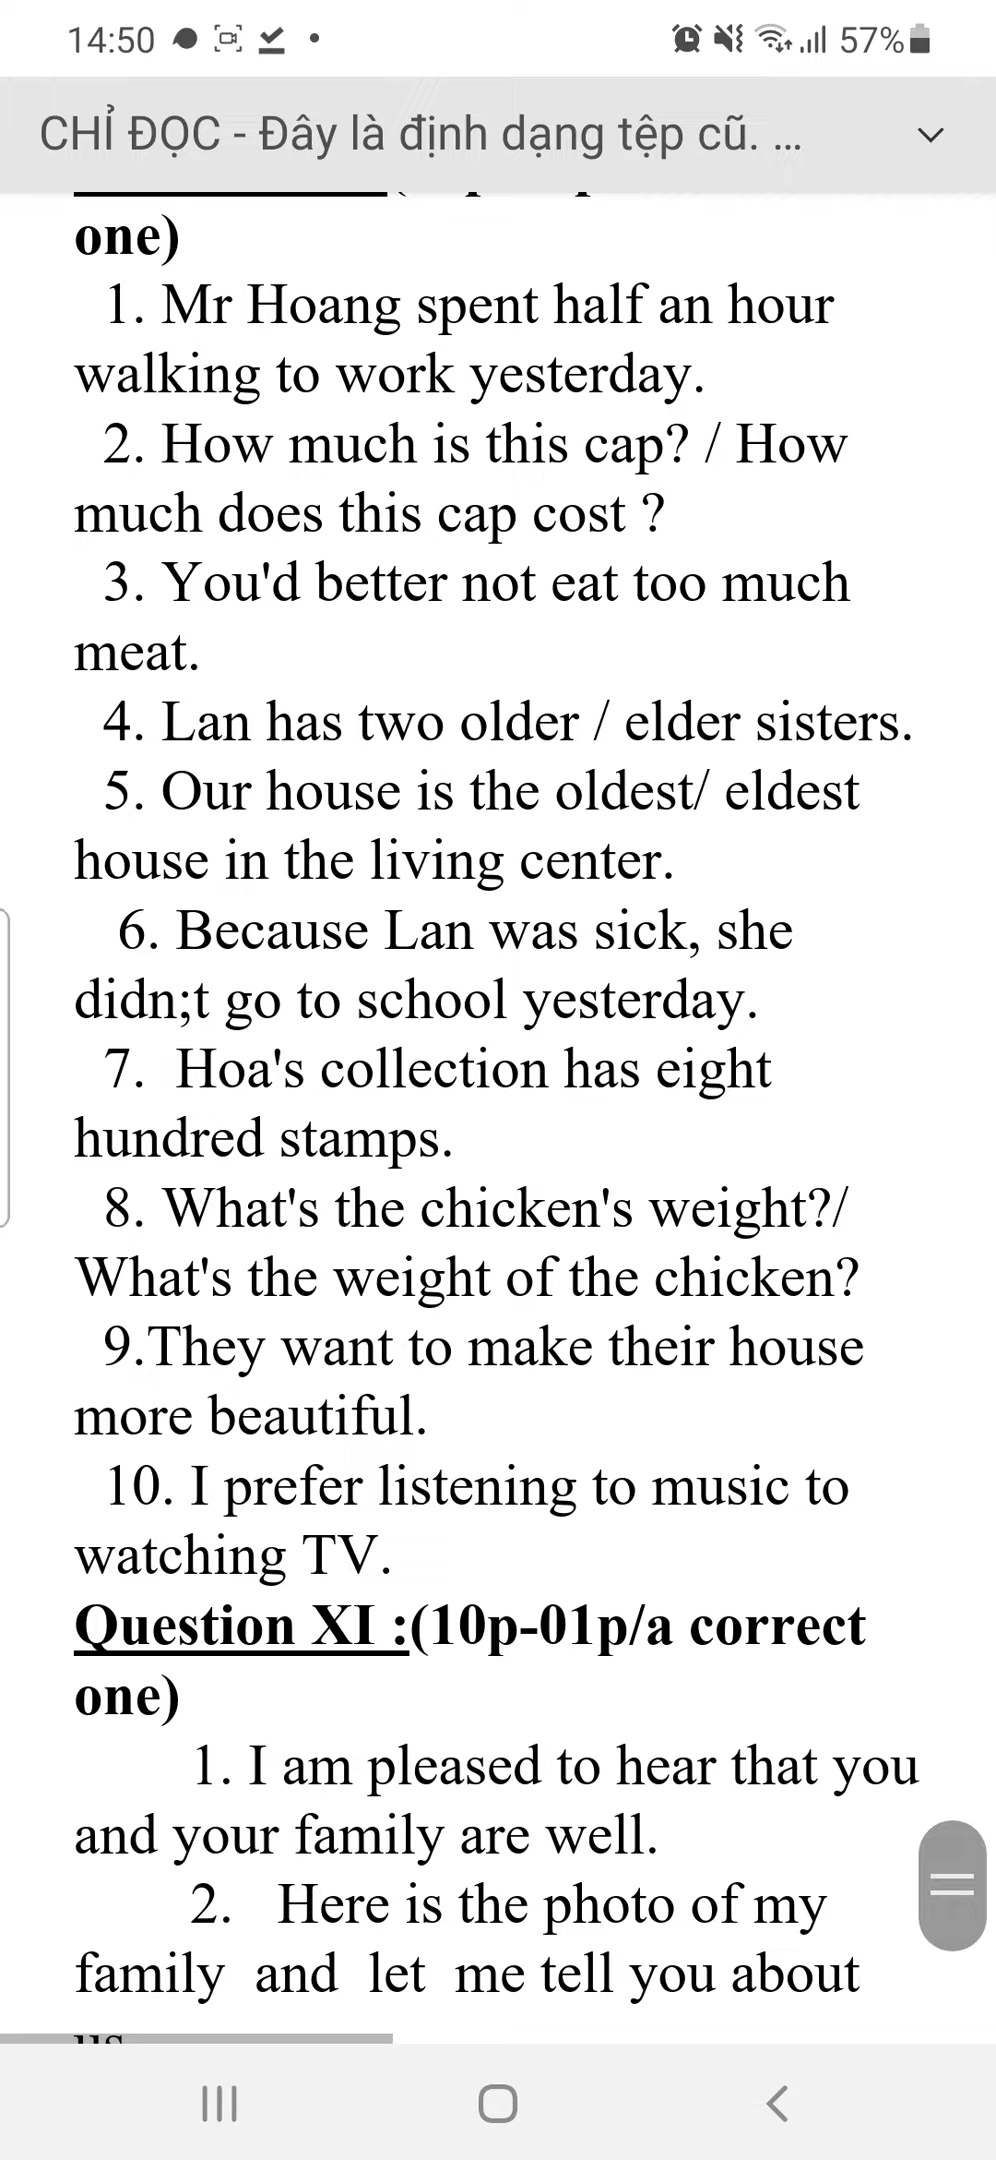 14:50
57%
CHỈ ĐỌC - Đây là định dạng tệp cũ. ...
one)
1. Mr Hoang spent half an hour
walking to work yesterday.
2. How much is this cap? / How
much does this cap cost ?
3. You'd better not eat too much
meat.
4. Lan has two older / elder sisters.
5. Our house is the oldest/ eldest
house in the living center.
6. Because Lan was sick, she
didn;t go to school yesterday.
7. Hoa's collection has eight
hundred stamps.
8. What's the chicken's weight?/
What's the weight of the chicken?
9.They want to make their house
more beautiful.
10. I prefer listening to music to
watching TV.
Question XI :(10p-01p/a correct
one)
1. I am pleased to hear that you
and your family are well.
2. Here is the photo of my
family and let me tell you about
us